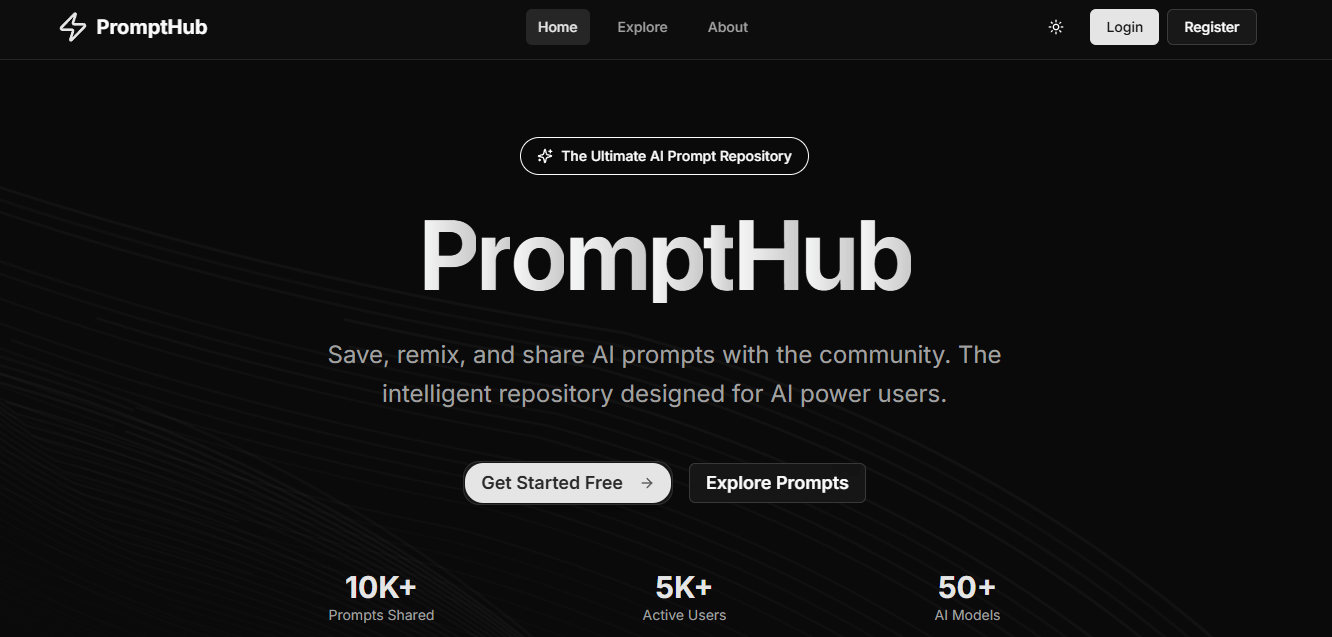 PromptHub
Home
Explore
About
Login
Register
The Ultimate AI Prompt Repository
PromptHub
Save, remix, and share AI prompts with the community. The
intelligent repository designed for AI power users.
Get Started Free
Explore Prompts
10K+
Prompts Shared
5K+
Active Users
50+
AI Models